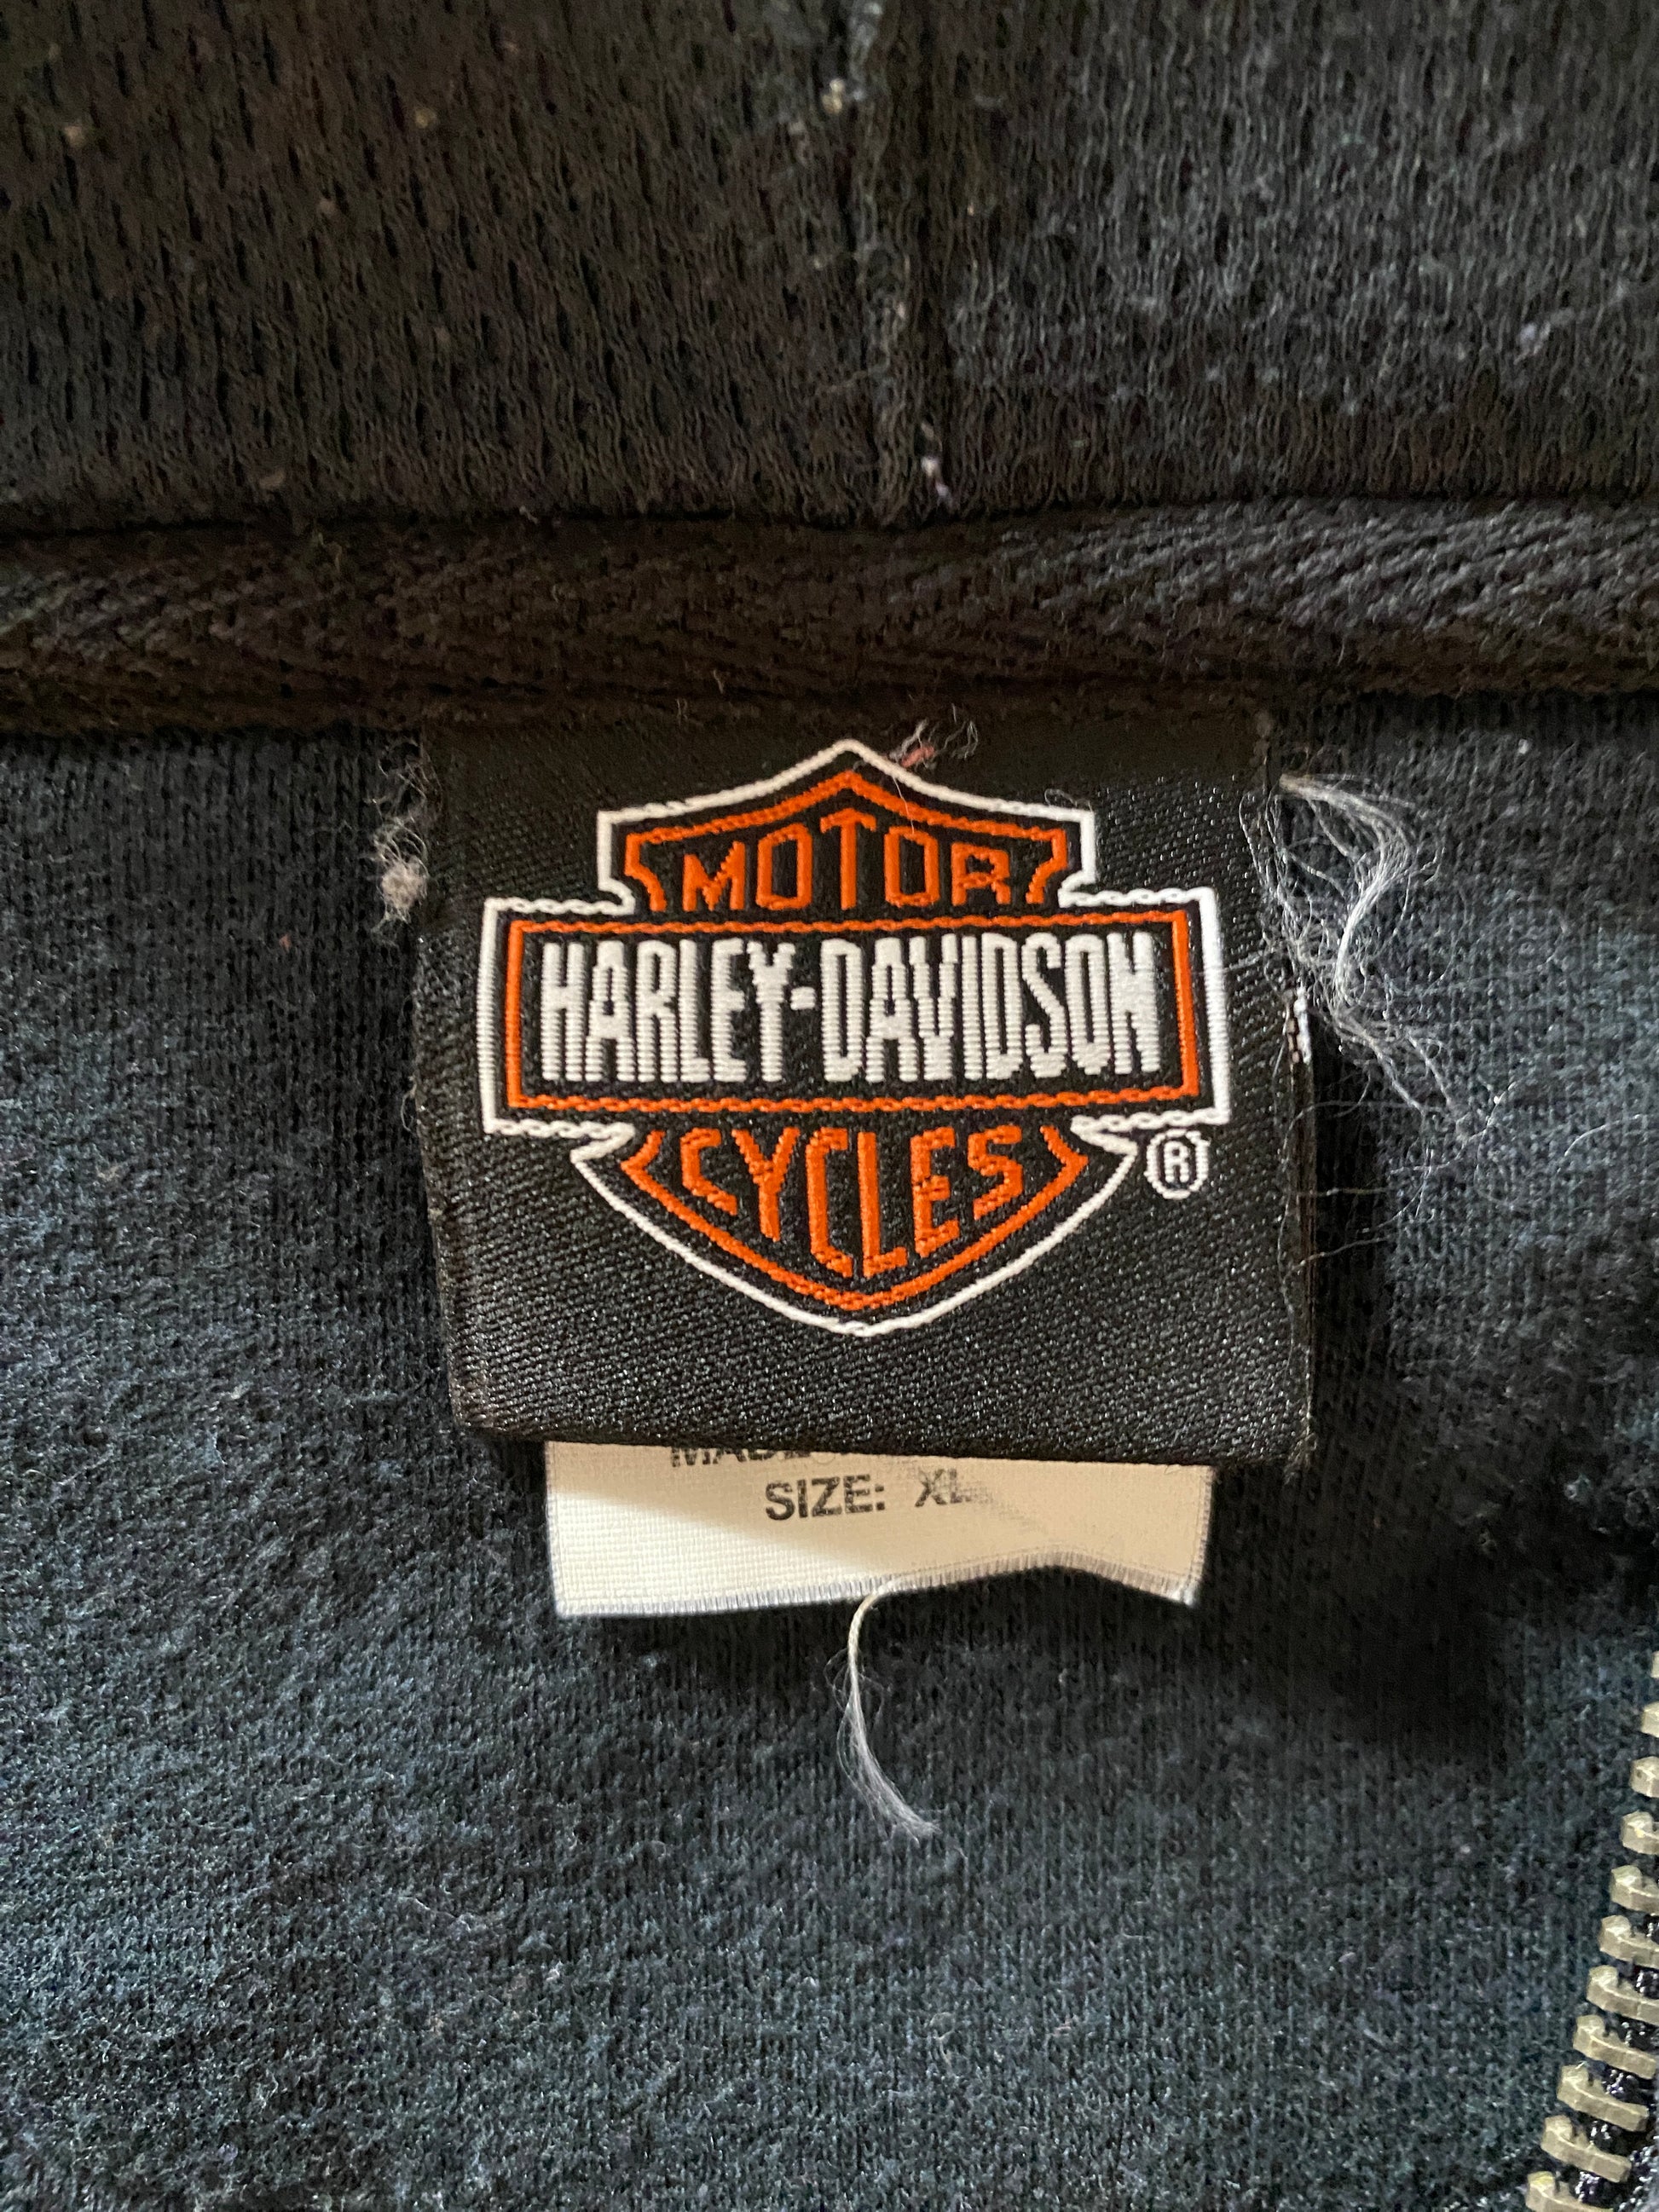 MOTOR
HARLEY-DAVIDSON
CYCLES
®
SIZE: XL